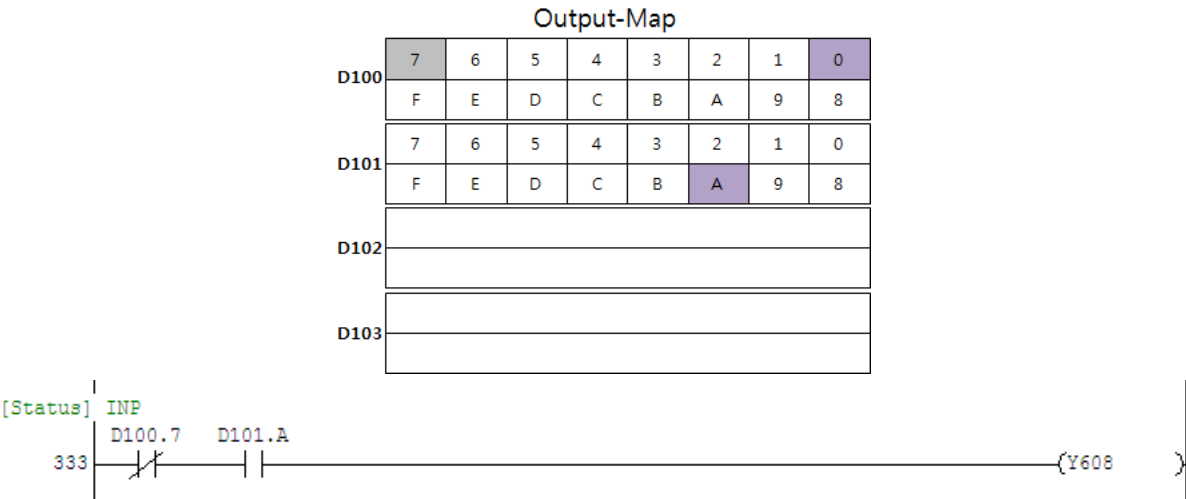 Output-Map
D100
7 6 5 4 3 2 1 0
F E D C B A 9 8
D101
7 6 5 4 3 2 1 0
F E D C B A 9 8
D102
D103
[Status] INP
D100.7 D101.A
333 (Y608 )